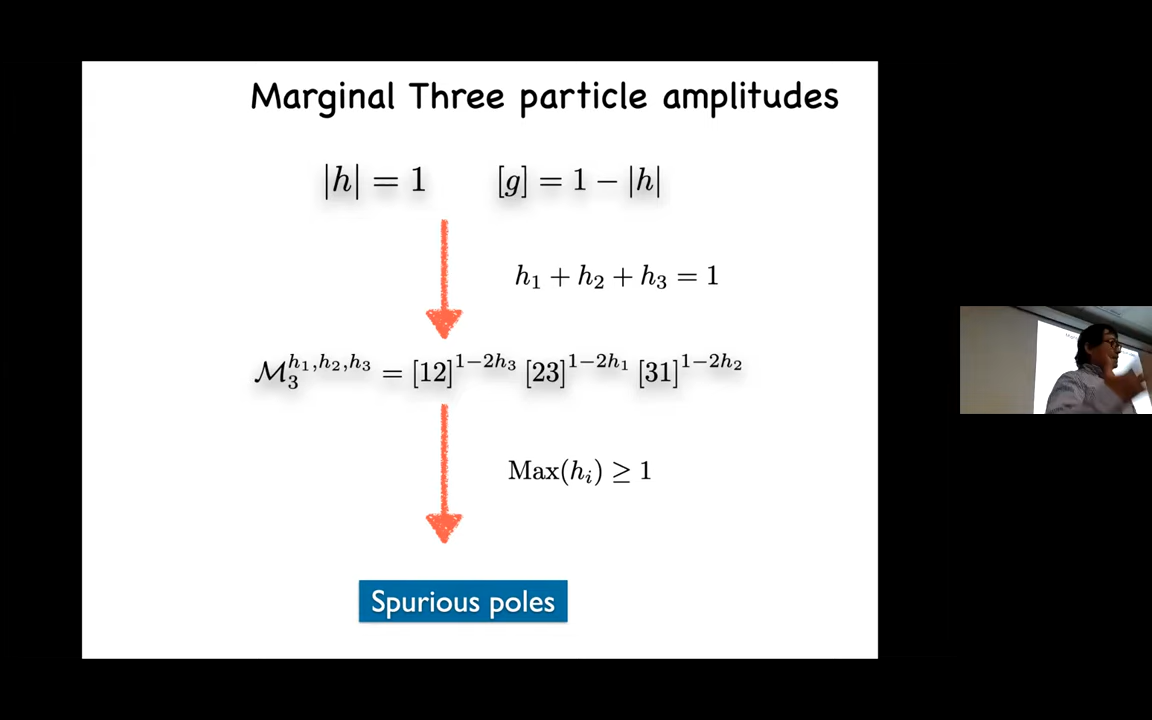 Marginal Three particle amplitudes
|h| = 1 [g] = 1 − |h|
h₁ + h₂ + h₃ = 1
ℳ₃^{h₁,h₂,h₃} = [12]^{1−2h₃} [23]^{1−2h₁} [31]^{1−2h₂}
Max(hᵢ) ≥ 1
Spurious poles